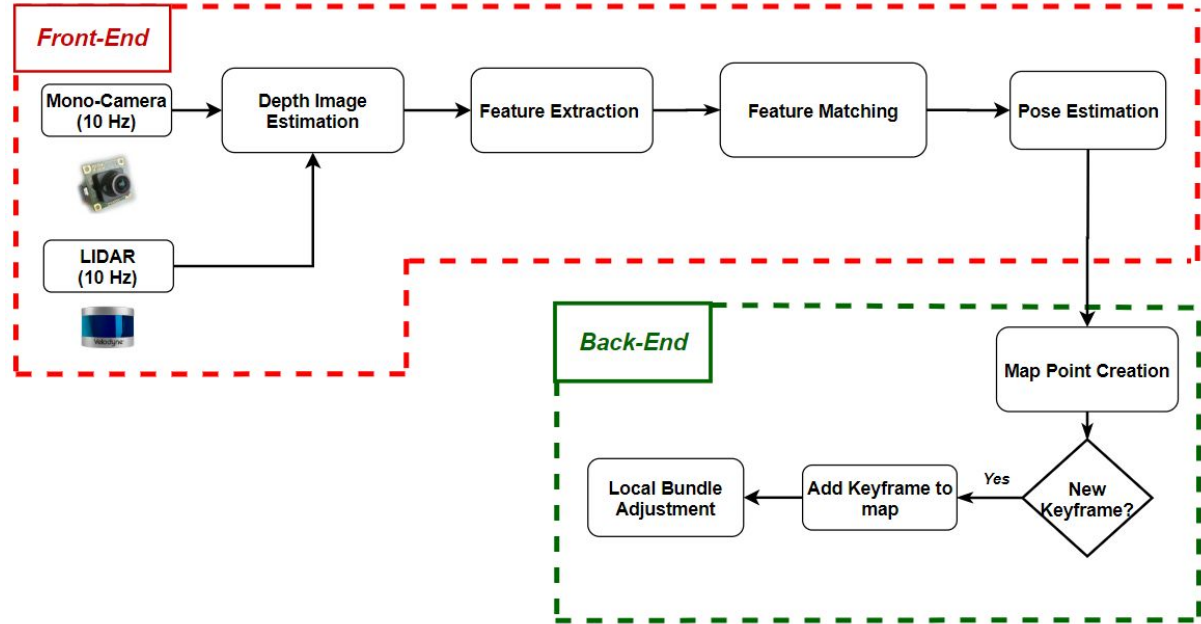 Front-End
Mono-Camera
(10 Hz)
Depth Image
Estimation
Feature Extraction
Feature Matching
Pose Estimation
LIDAR
(10 Hz)
Velodyne
Back-End
Map Point Creation
New
Keyframe?
Yes
Add Keyframe to
map
Local Bundle
Adjustment